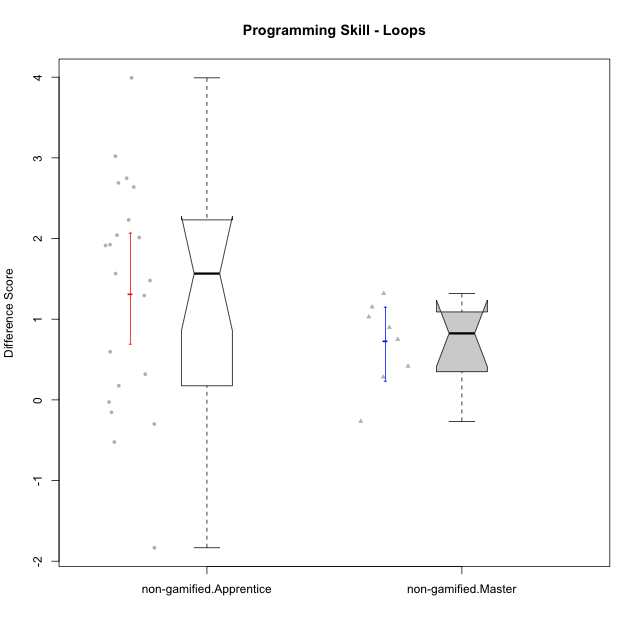 Programming Skill - Loops
Difference Score
4
3
2
1
0
-1
-2
non-gamified.Apprentice
non-gamified.Master